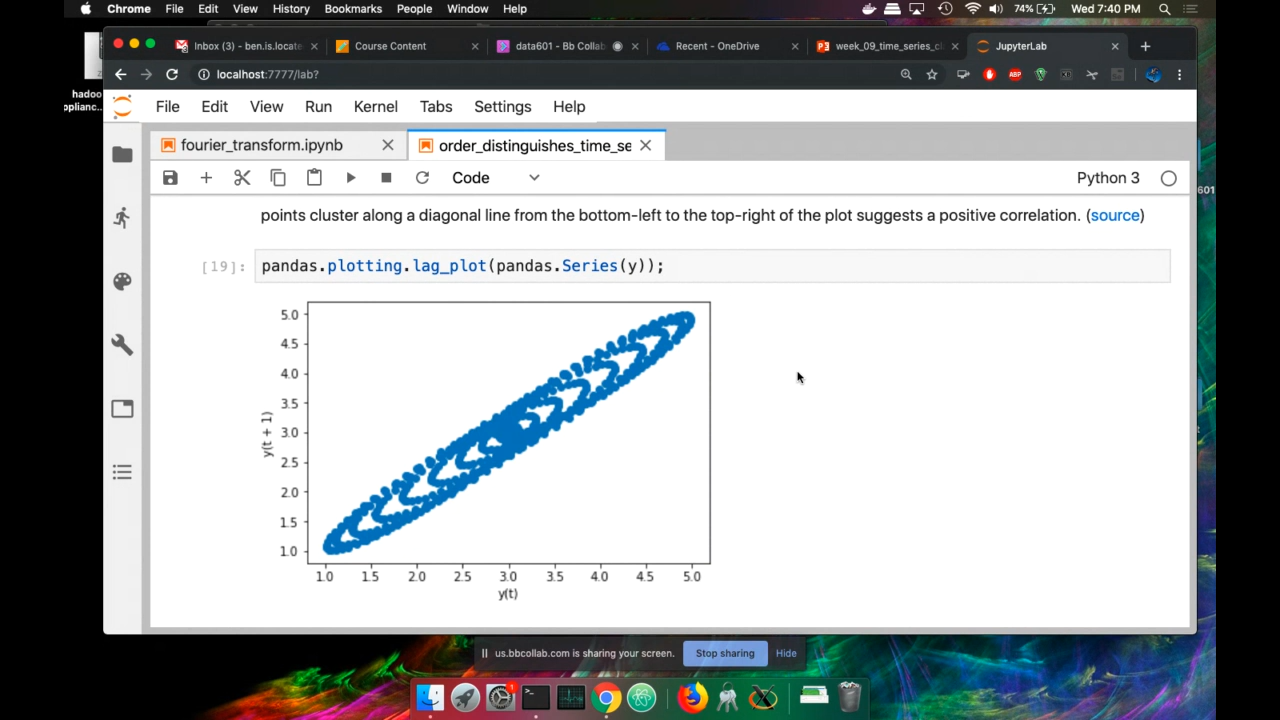 Chrome File Edit View History Bookmarks People Window Help 74% Wed 7:40 PM
Inbox (3) - ben.is.locate Course Content data601 - Bb Collab Recent - OneDrive week_09_time_series_cl JupyterLab
localhost:7777/lab?
ABP
hadoo
pplianc...
File Edit View Run Kernel Tabs Settings Help
fourier_transform.ipynb order_distinguishes_time_se
Code Python 3
601
points cluster along a diagonal line from the bottom-left to the top-right of the plot suggests a positive correlation. (source)
[19]: pandas.plotting.lag_plot(pandas.Series(y));
5.0
4.5
4.0
3.5
3.0
2.5
2.0
1.5
1.0
y(t + 1)
1.0 1.5 2.0 2.5 3.0 3.5 4.0 4.5 5.0
y(t)
us.bbcollab.com is sharing your screen. Stop sharing Hide
1